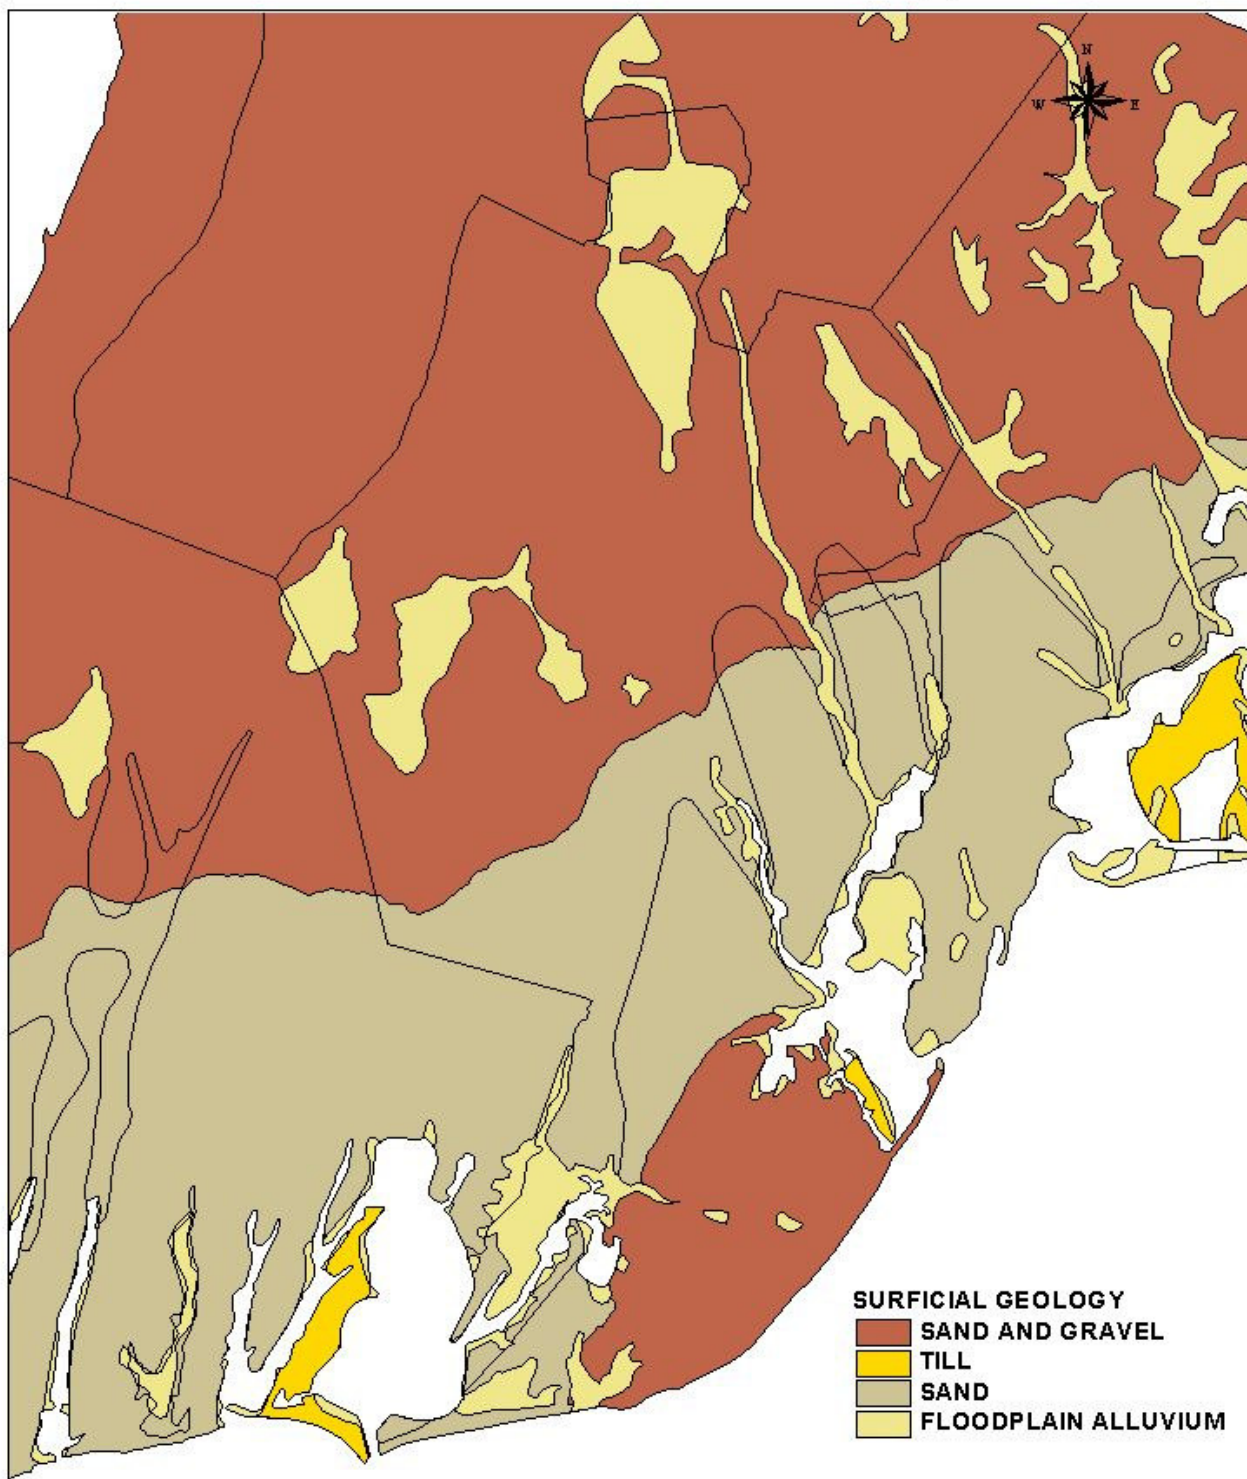 N
W E
S
SURFICIAL GEOLOGY
SAND AND GRAVEL
TILL
SAND
FLOODPLAIN ALLUVIUM